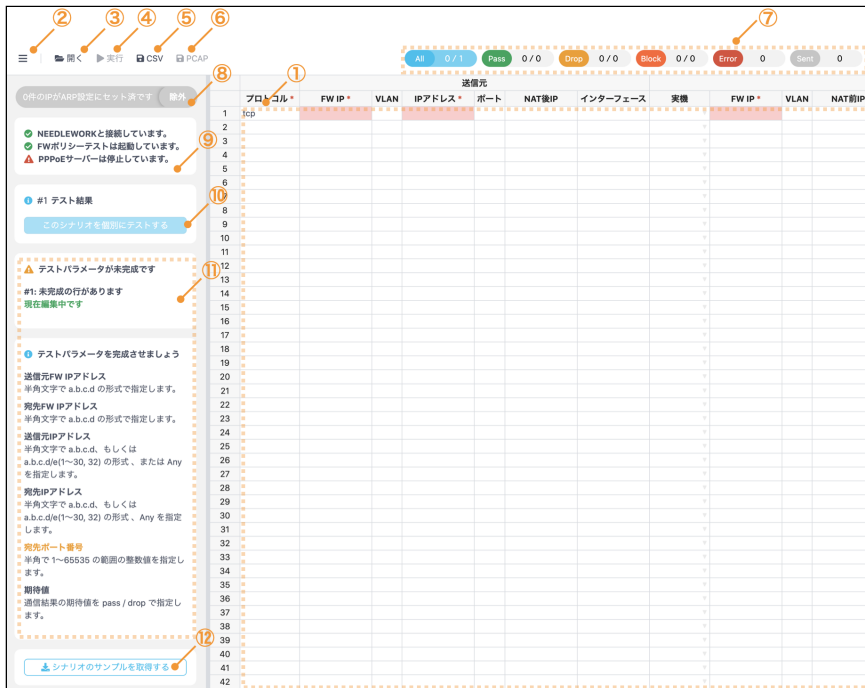 ② ③ ④ ⑤ ⑥ ⑦
開く 実行 CSV PCAP
All 0 / 1 Pass 0 / 0 Drop 0 / 0 Block 0 / 0 Error 0 Sent 0
⑧ ①
送信元
0件のIPがARP設定にセット済です 除外
プロトコル * FW IP * VLAN IPアドレス * ポート NAT後IP インターフェース 実機 FW IP * VLAN NAT前IP
1 tcp
2
NEEDLEWORKと接続しています。
3
FWポリシーテストは起動しています。
⑨
4
PPPoEサーバーは停止しています。
5
6
⑩
7
#1 テスト結果
8
9
このシナリオを個別にテストする
10
11
⑪
12
テストパラメータが未完成です
13
#1: 未完成の行があります
14
現在編集中です
15
16
17
18
テストパラメータを完成させましょう
19
送信元FW IPアドレス
20
半角文字で a.b.c.d の形式で指定します。
21
宛先FW IPアドレス
22
半角文字で a.b.c.d の形式で指定します。
23
送信元IPアドレス
24
半角文字で a.b.c.d、もしくは
25
a.b.c.d/e(1〜30, 32) の形式 、または Any
26
を指定します。
27
宛先IPアドレス
28
半角文字で a.b.c.d、もしくは
29
a.b.c.d/e(1〜30, 32) の形式 、Any を指定
30
します。
31
宛先ポート番号
32
半角で 1〜65535 の範囲の整数値を指定し
33
ます。
34
期待値
35
通信結果の期待値を pass / drop で指定し
36
ます。
37
38
⑫
39
40
シナリオのサンプルを取得する
41
42